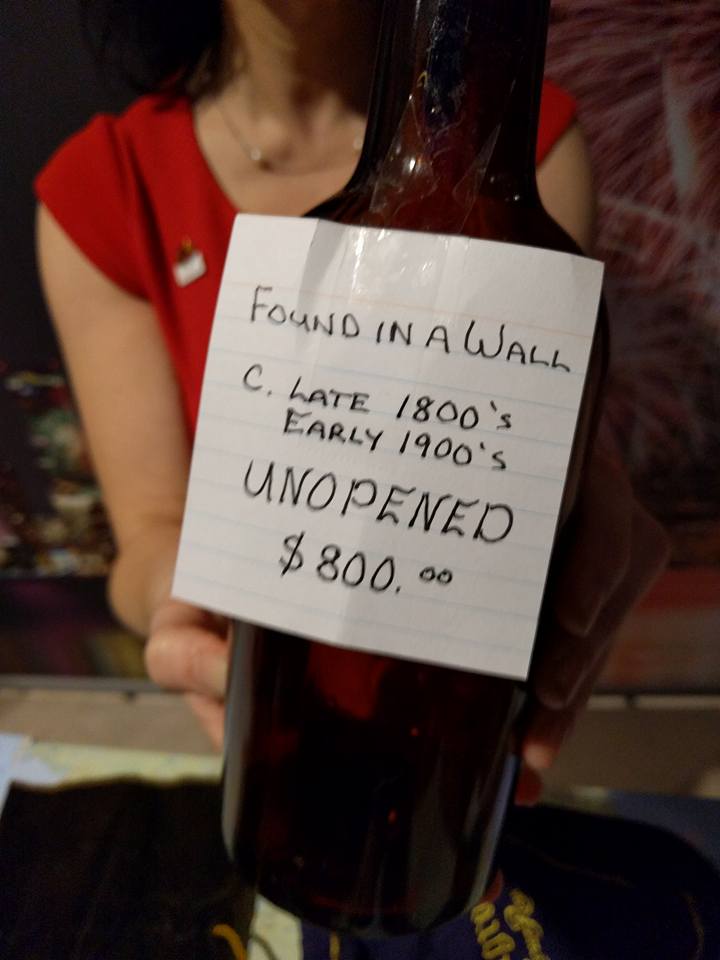 FOUND IN A WALL
C. LATE 1800's
EARLY 1900's
UNOPENED
$800.00